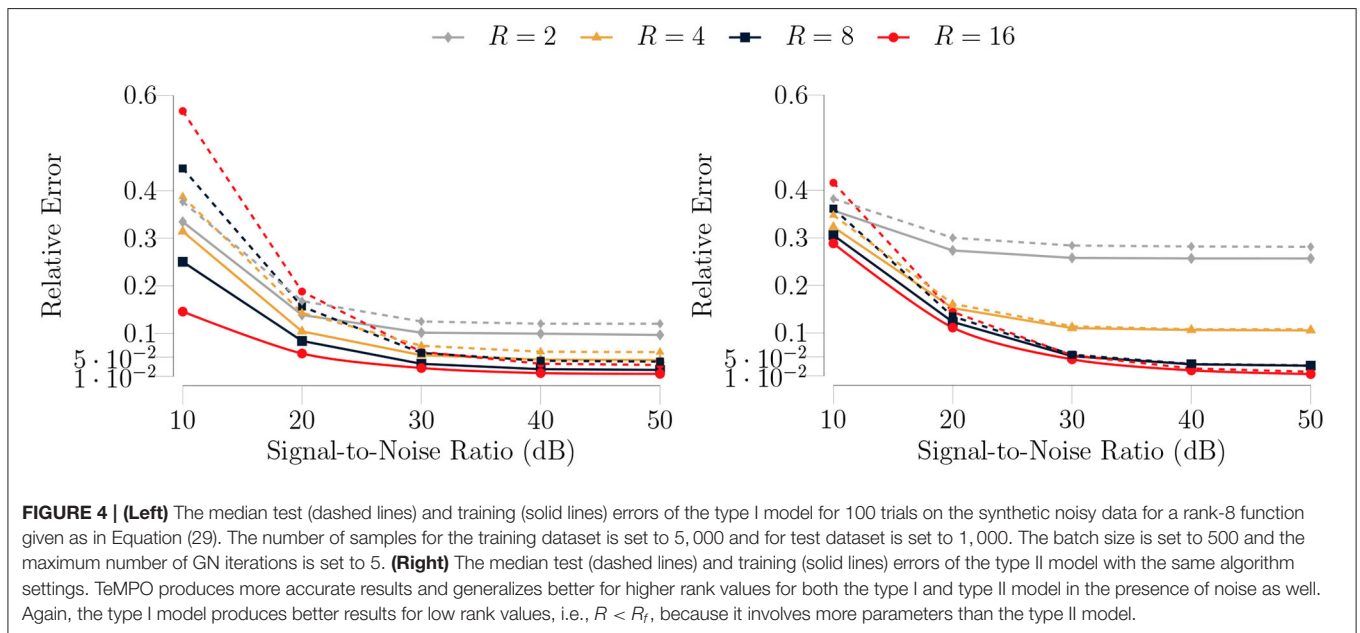 R = 2 R = 4 R = 8 R = 16
0.6
0.4
0.3
0.2
0.1
5 · 10⁻²
1 · 10⁻²
Relative Error
10 20 30 40 50
Signal-to-Noise Ratio (dB)
0.6
0.4
0.3
0.2
0.1
5 · 10⁻²
1 · 10⁻²
Relative Error
10 20 30 40 50
Signal-to-Noise Ratio (dB)
FIGURE 4 | (Left) The median test (dashed lines) and training (solid lines) errors of the type I model for 100 trials on the synthetic noisy data for a rank-8 function
given as in Equation (29). The number of samples for the training dataset is set to 5, 000 and for test dataset is set to 1, 000. The batch size is set to 500 and the
maximum number of GN iterations is set to 5. (Right) The median test (dashed lines) and training (solid lines) errors of the type II model with the same algorithm
settings. TeMPO produces more accurate results and generalizes better for higher rank values for both the type I and type II model in the presence of noise as well.
Again, the type I model produces better results for low rank values, i.e., R < R_f, because it involves more parameters than the type II model.